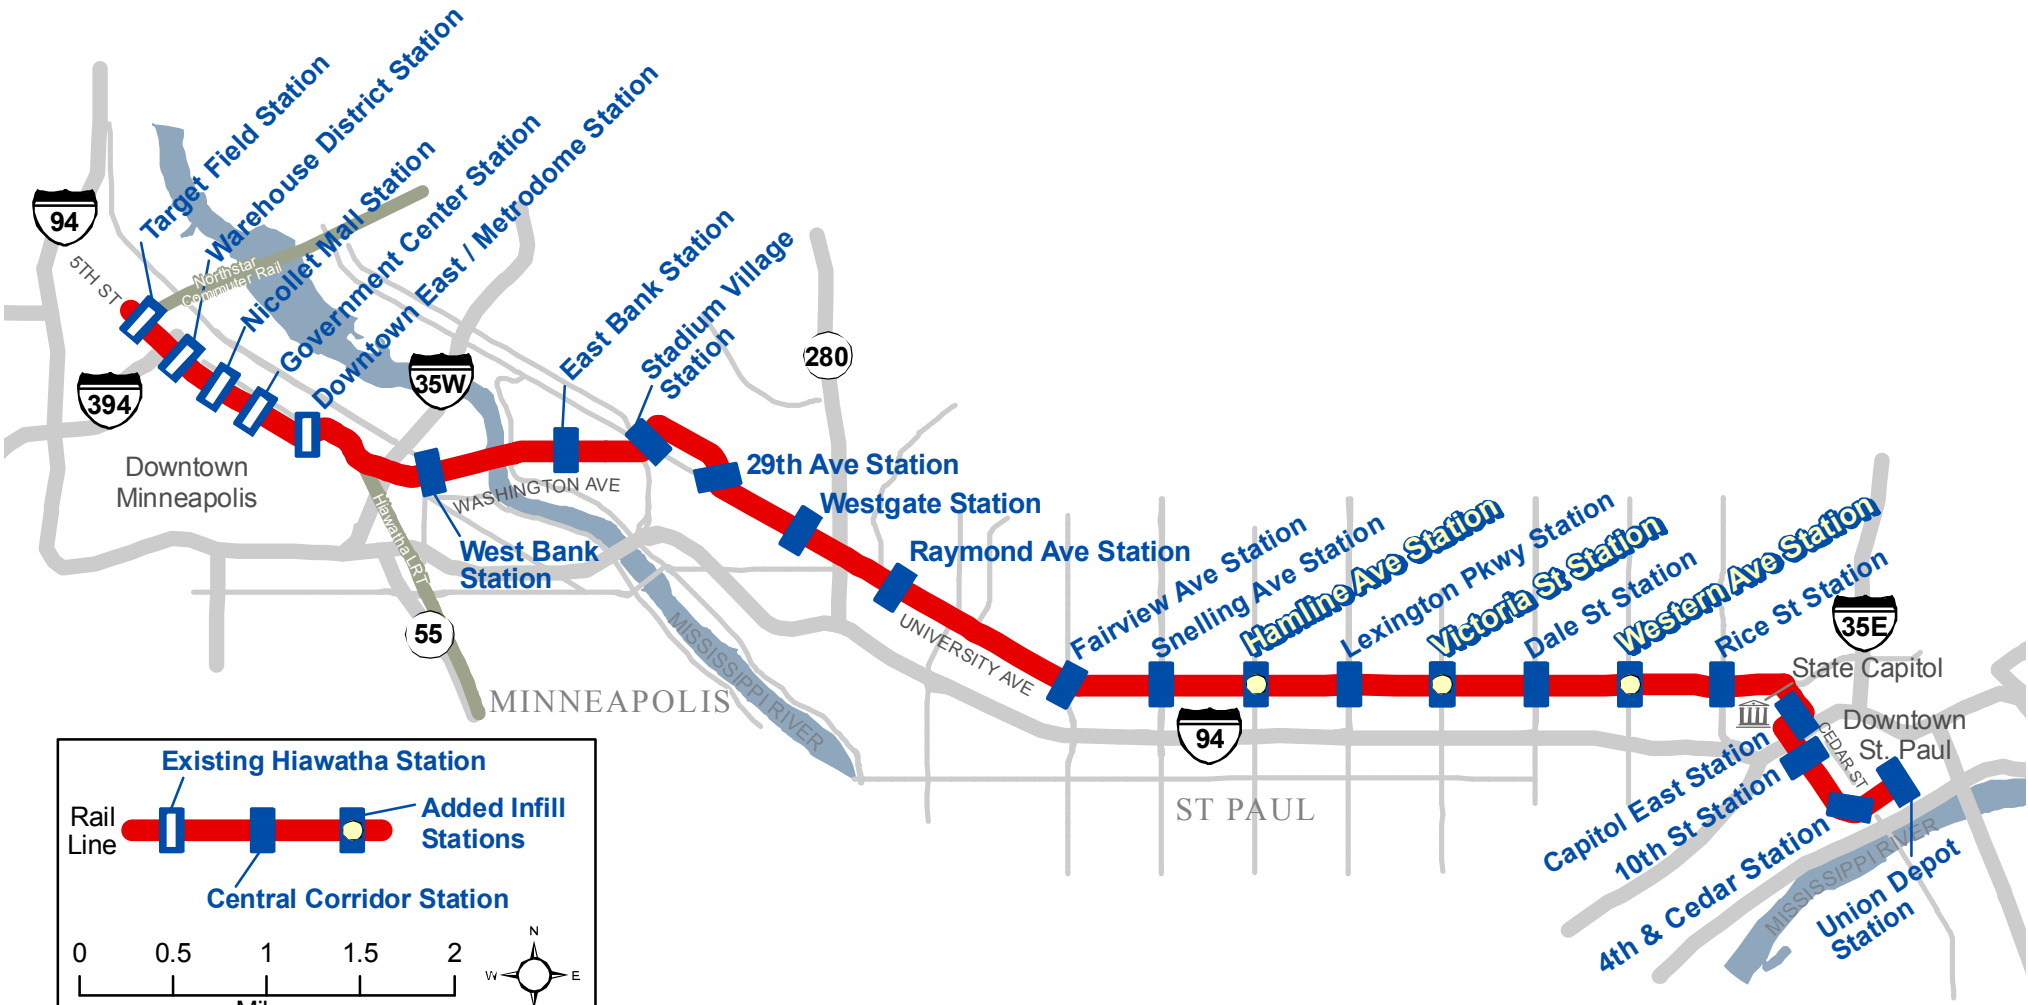 Target Field Station
Warehouse District Station
Nicollet Mall Station
Government Center Station
Downtown East / Metrodome Station
East Bank Station
Stadium Village
Station
94
5TH ST
Northstar
Commuter Rail
394
35W
280
Downtown
Minneapolis
WASHINGTON AVE
Hiawatha LRT
West Bank
Station
29th Ave Station
Westgate Station
Raymond Ave Station
55
MINNEAPOLIS
MISSISSIPPI RIVER
UNIVERSITY AVE
Fairview Ave Station
Snelling Ave Station
Hamline Ave Station
Lexington Pkwy Station
Victoria St Station
Dale St Station
Western Ave Station
Rice St Station
35E
State Capitol
94
ST PAUL
Downtown
St. Paul
CEDAR ST
Capitol East Station
10th St Station
4th & Cedar Station
Union Depot
Station
MISSISSIPPI RIVER
Existing Hiawatha Station
Rail
Line
Added Infill
Stations
Central Corridor Station
0 0.5 1 1.5 2
N
W E